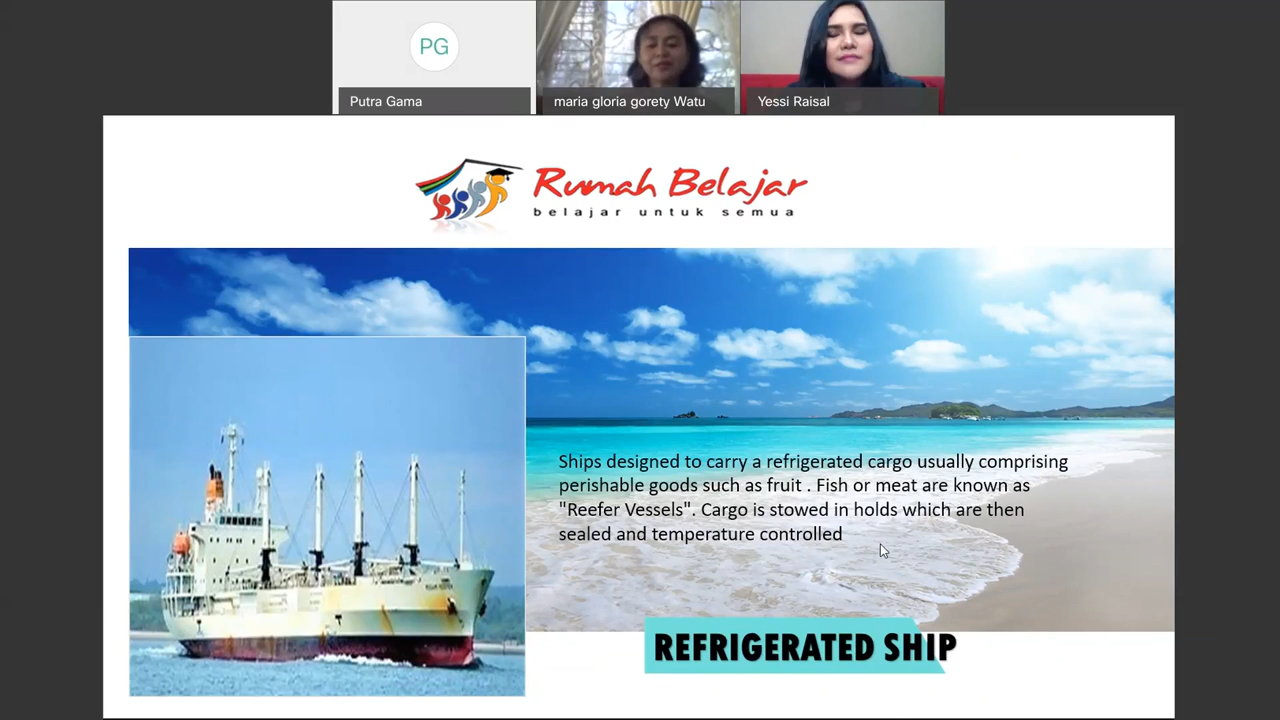 PG
Putra Gama
maria gloria gorety Watu
Yessi Raisal
Rumah Belajar
belajar untuk semua
Ships designed to carry a refrigerated cargo usually comprising
perishable goods such as fruit . Fish or meat are known as
"Reefer Vessels". Cargo is stowed in holds which are then
sealed and temperature controlled
REFRIGERATED SHIP